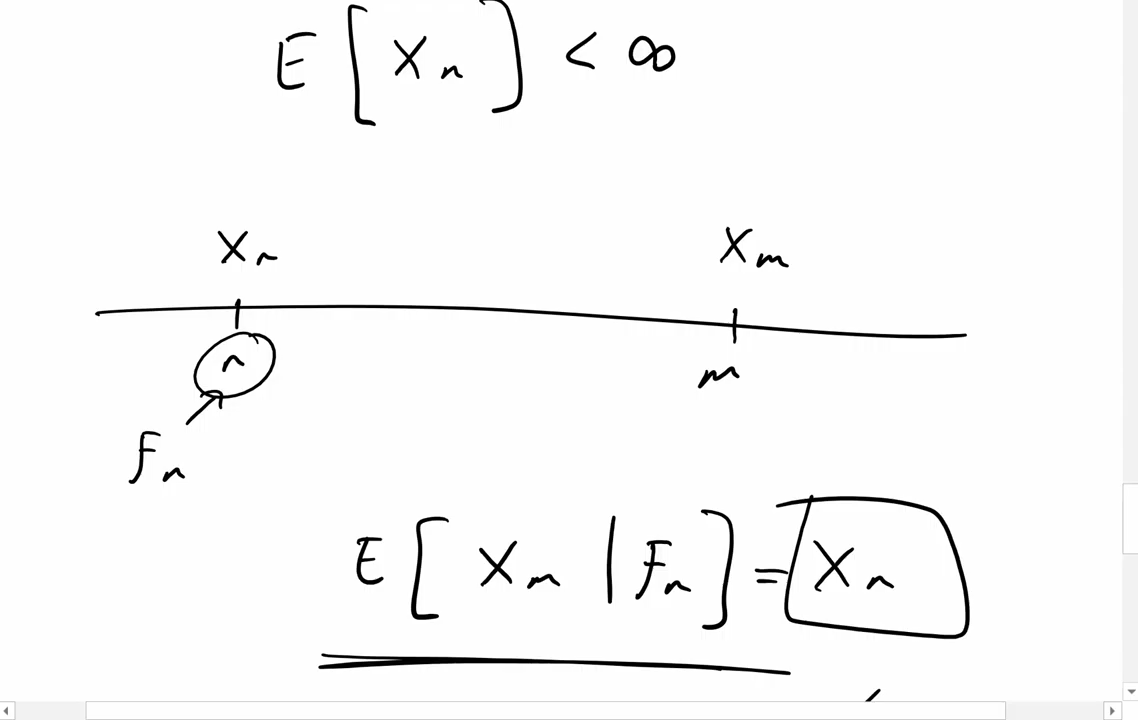 E[Xn] < ∞
Xn Xm
n m
Fn
E[Xm | Fn] = Xn